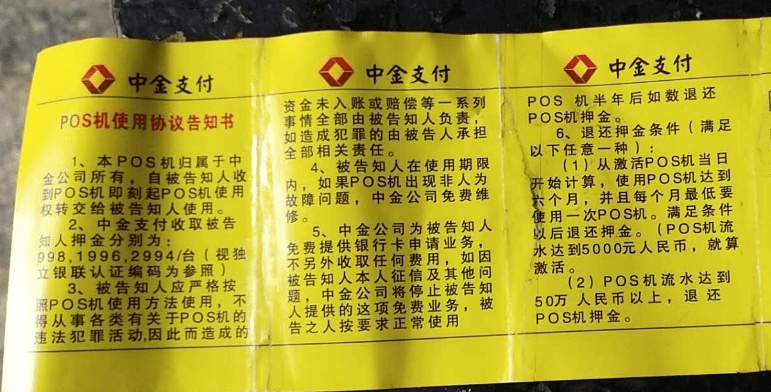 中金支付
POS机使用协议告知书
1、本POS机归属于中
金公司所有，自被告知人收
到POS机即刻起POS机使用
权转交给被告知人使用。
2、中金支付收取被告
知人押金分别为：
998,1996,2994/台（视独
立银联认证编码为参照）
3、被告知人应严格按
照POS机使用方法使用，不
得从事各类有关于POS机的
违法犯罪活动,因此而造成的
中金支付
资金未入账或赔偿等一系列
事情全部由被告知人负责，
如造成犯罪的由被告人承担
全部相关责任。
4、被告知人在使用期限
内，如果POS机出现非人为
故障问题，中金公司免费维
修。
5、中金公司为被告知人
免费提供银行卡申请业务，
不另外收取任何费用，如因
被告知人本人征信及其他问
题，中金公司将停止被告知
人提供的这项免费业务，被
告之人按要求正常使用
中金支付
POS 机半年后如数退还
POS机押金。
6、退还押金条件（满足
以下任意一种）：
（1）从激活POS机当日
开始计算，使用POS机达到
六个月，并且每个月最低要
使用一次POS机。满足条件
以后退还押金。（POS机流
水达到5000元人民币，就算
激活。
（2）POS机流水达到
50万人民币以上，退还
POS机押金。